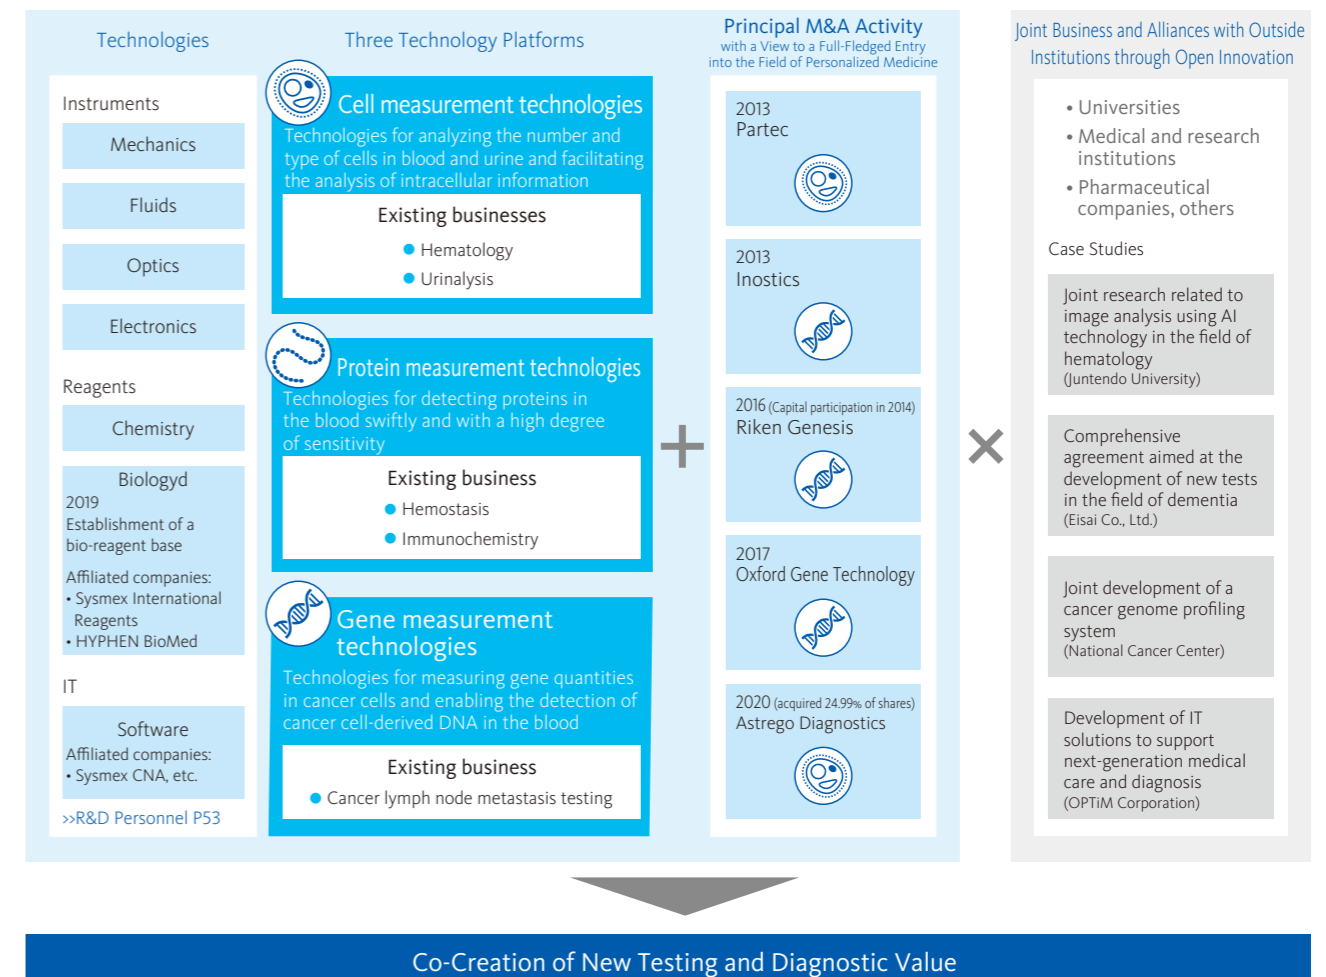 Technologies
Instruments
Mechanics
Fluids
Optics
Electronics
Reagents
Chemistry
Biologyd
2019
Establishment of a
bio-reagent base
Affiliated companies:
• Sysmex International
Reagents
• HYPHEN BioMed
IT
Software
Affiliated companies:
• Sysmex CNA, etc.
>>R&D Personnel P53
Three Technology Platforms
Cell measurement technologies
Technologies for analyzing the number and
type of cells in blood and urine and facilitating
the analysis of intracellular information
Existing businesses
● Hematology
● Urinalysis
Protein measurement technologies
Technologies for detecting proteins in
the blood swiftly and with a high degree
of sensitivity
Existing business
● Hemostasis
● Immunochemistry
Gene measurement
technologies
Technologies for measuring gene quantities
in cancer cells and enabling the detection of
cancer cell-derived DNA in the blood
Existing business
● Cancer lymph node metastasis testing
+
Principal M&A Activity
with a View to a Full-Fledged Entry
into the Field of Personalized Medicine
2013
Partec
2013
Inostics
2016 (Capital participation in 2014)
Riken Genesis
2017
Oxford Gene Technology
2020 (acquired 24.99% of shares)
Astrego Diagnostics
×
Joint Business and Alliances with Outside
Institutions through Open Innovation
• Universities
• Medical and research
institutions
• Pharmaceutical
companies, others
Case Studies
Joint research related to
image analysis using AI
technology in the field of
hematology
(Juntendo University)
Comprehensive
agreement aimed at the
development of new tests
in the field of dementia
(Eisai Co., Ltd.)
Joint development of a
cancer genome profiling
system
(National Cancer Center)
Development of IT
solutions to support
next-generation medical
care and diagnosis
(OPTiM Corporation)
Co-Creation of New Testing and Diagnostic Value